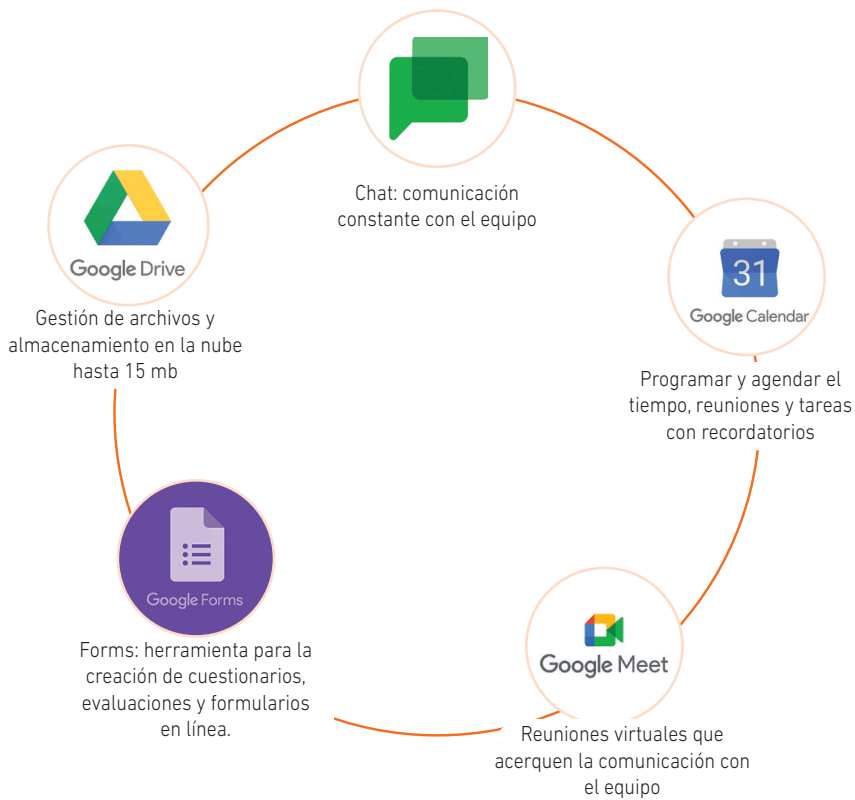 Chat: comunicación
constante con el equipo
Google Drive
Gestión de archivos y
almacenamiento en la nube
hasta 15 mb
31
Google Calendar
Programar y agendar el
tiempo, reuniones y tareas
con recordatorios
Google Forms
Forms: herramienta para la
creación de cuestionarios,
evaluaciones y formularios
en línea.
Google Meet
Reuniones virtuales que
acerquen la comunicación con
el equipo